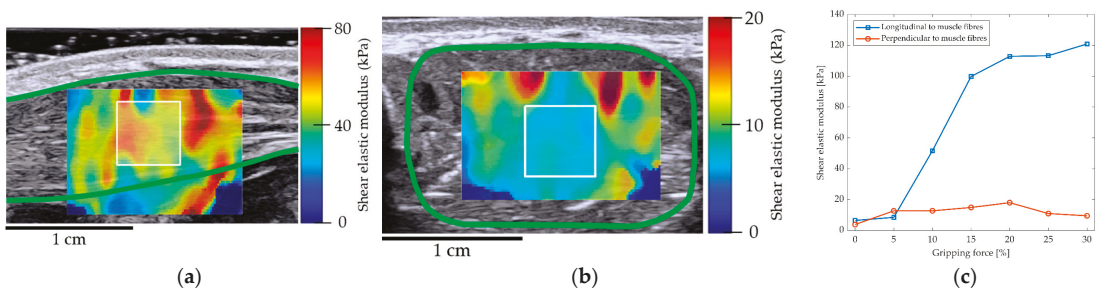 80
40
0
Shear elastic modulus (kPa)
1 cm
(a)
20
10
0
Shear elastic modulus (kPa)
1 cm
(b)
Longitudinal to muscle fibres
Perpendicular to muscle fibres
140
120
100
80
60
40
20
0
Shear elastic modulus [kPa]
0 5 10 15 20 25 30
Gripping force [%]
(c)